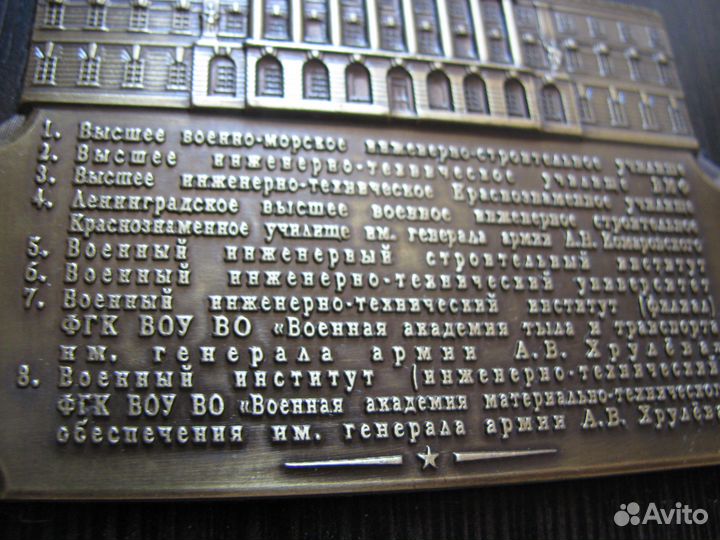 1. Высшее военно-морское инженерно-строительное училище
2. Высшее инженерно-техническое училище ВМФ
3. Высшее инженерно-техническое Краснознаменное училище
4. Ленинградское высшее военное инженерное строительное
Краснознаменное училище им. генерала армии А.Н. Комаровского
5. Военный инженерный строительный институт
6. Военный инженерно-технический университет
7. Военный инженерно-технический институт (филиал)
ФГК ВОУ ВО «Военная академия тыла и транспорта
им. генерала армии А.В. Хрулёва
8. Военный институт (инженерно-технический
ФГК ВОУ ВО «Военная академия материально-техническо
обеспечения им. генерала армии А.В. Хрулёва
Avito